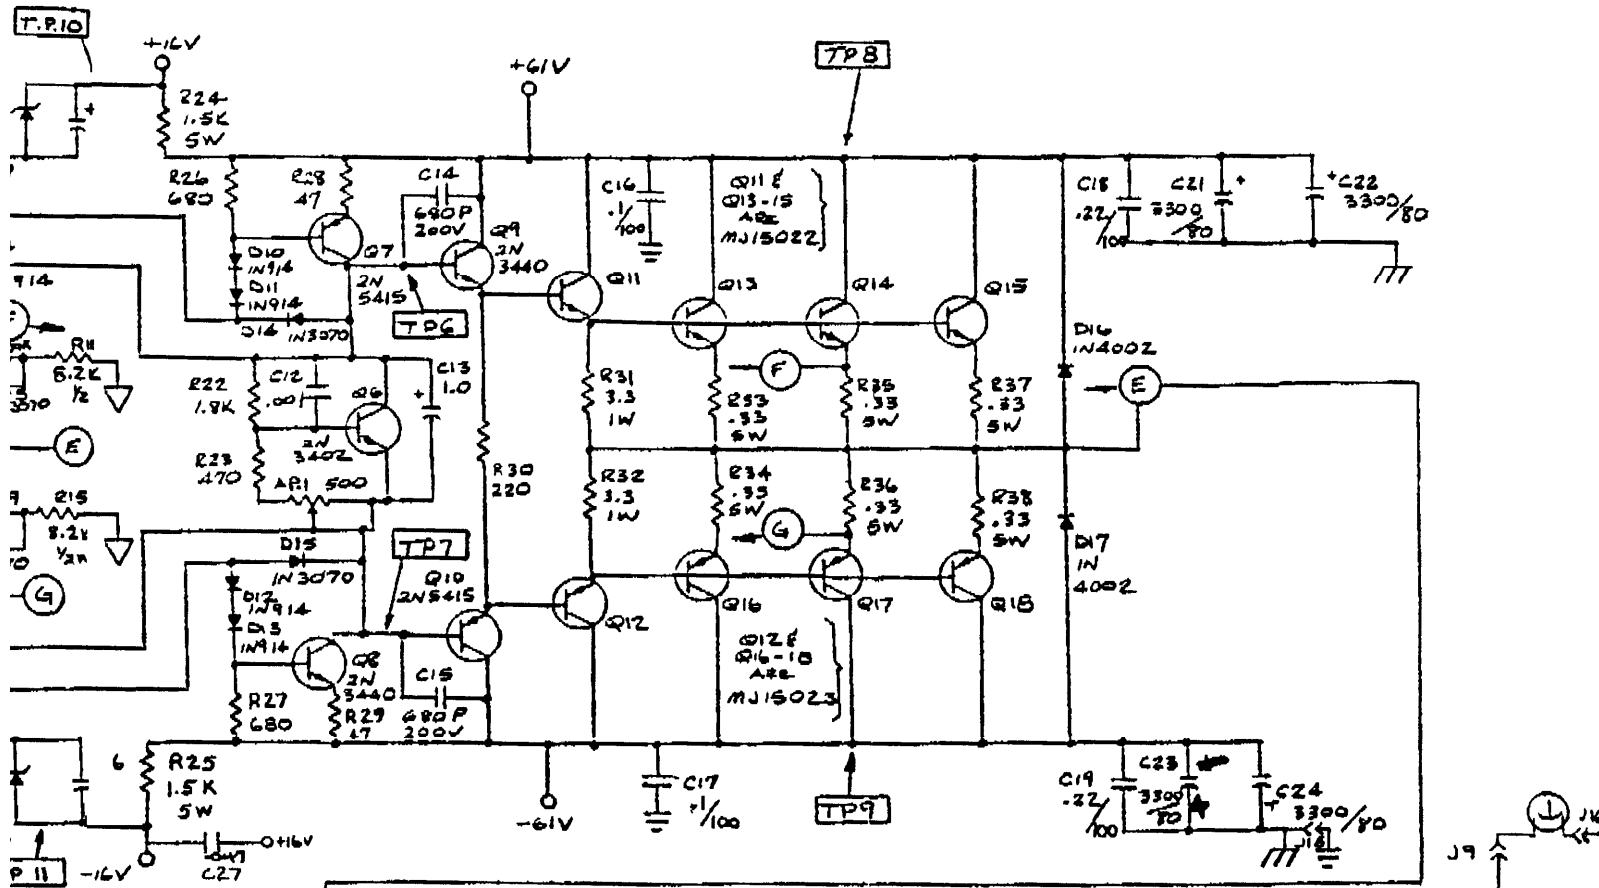 T.P.10
+16V
R24
1.5K
5W
+61V
TP8
R26
680
R28
47
Q7
2N
5415
D10
1N914
D11
1N914
D14
1N3070
C14
680P
200V
Q9
2N
3440
TP6
Q11
C16
.1/100
Q11 &
Q13-15
ARE
MJ15022
Q13
Q14
Q15
C18
.22/100
C21
3300/80
C22
3300/80
D16
1N4002
E
914
R11
8.2K
1/2
R22
1.8K
C12
.001
Q6
2N
3402
C13
1.0
R23
470
AR1 500
E
R15
8.2K
1/2W
G
R30
220
R31
3.3
1W
R32
3.3
1W
F
R33
.33
5W
R35
.33
5W
R37
.33
5W
R34
.33
5W
R36
.33
5W
R38
.33
5W
G
D17
1N
4002
D15
1N3070
TP7
D12
1N914
D13
1N914
Q10
2N5415
Q8
2N
3440
R27
680
R29
47
C15
680P
200V
Q12
Q16
Q17
Q18
Q12 &
Q16-18
ARE
MJ15023
6
R25
1.5K
5W
-61V
C17
.1/100
TP9
C19
.22/100
C23
3300/80
C24
3300/80
P 11
-16V
C27
+16V
J9